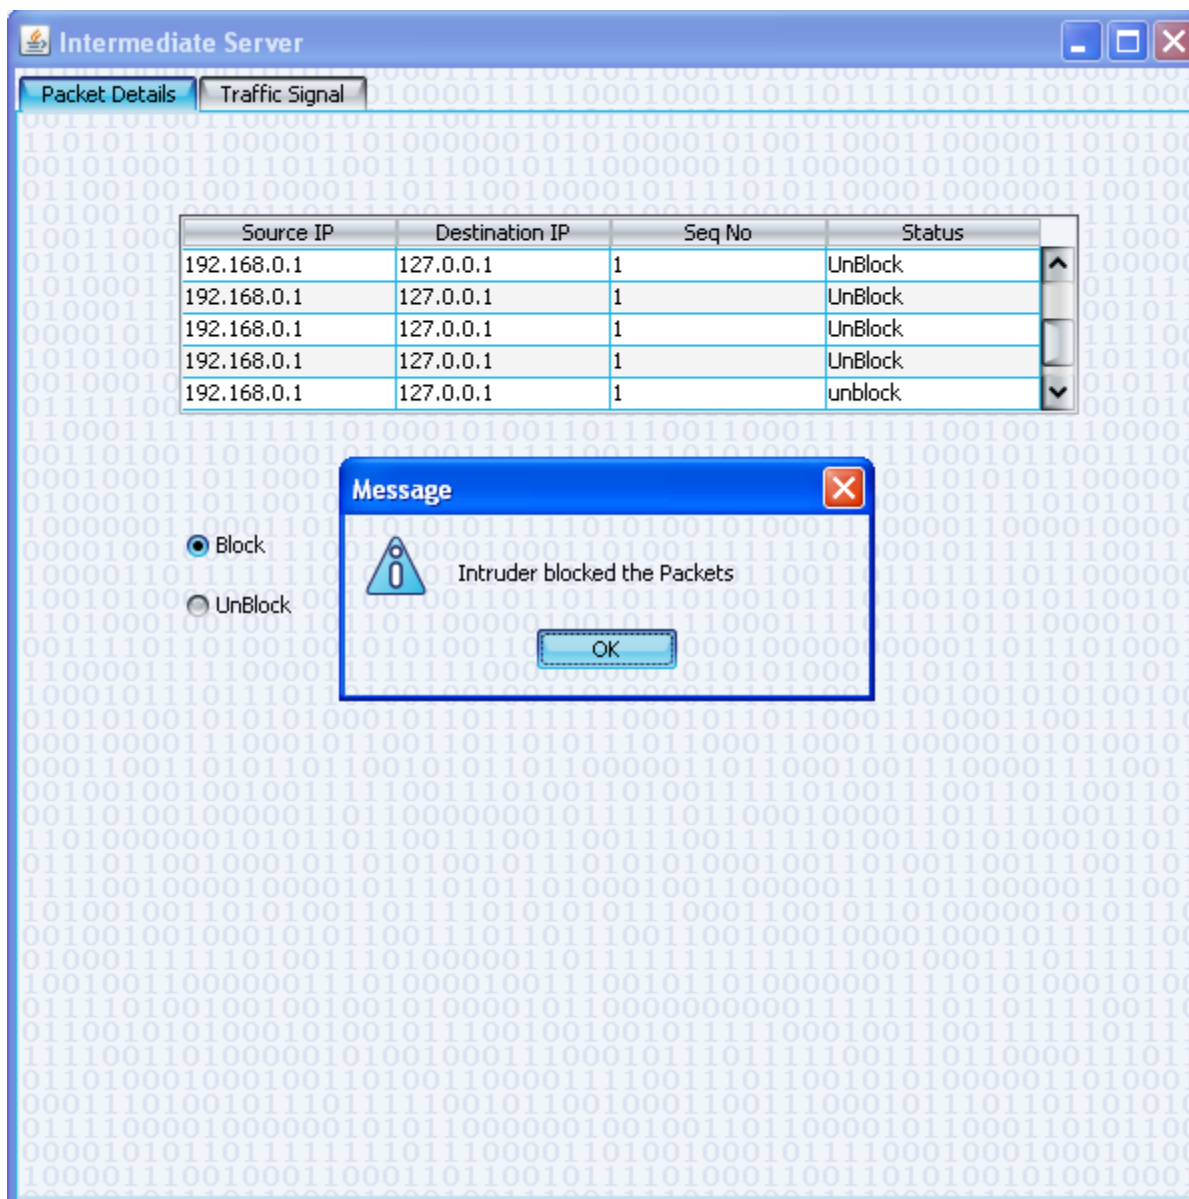 Intermediate Server
Packet Details Traffic Signal
Source IP Destination IP Seq No Status
192.168.0.1 127.0.0.1 1 UnBlock
192.168.0.1 127.0.0.1 1 UnBlock
192.168.0.1 127.0.0.1 1 UnBlock
192.168.0.1 127.0.0.1 1 UnBlock
192.168.0.1 127.0.0.1 1 unblock
Message
Block
Intruder blocked the Packets
UnBlock
OK